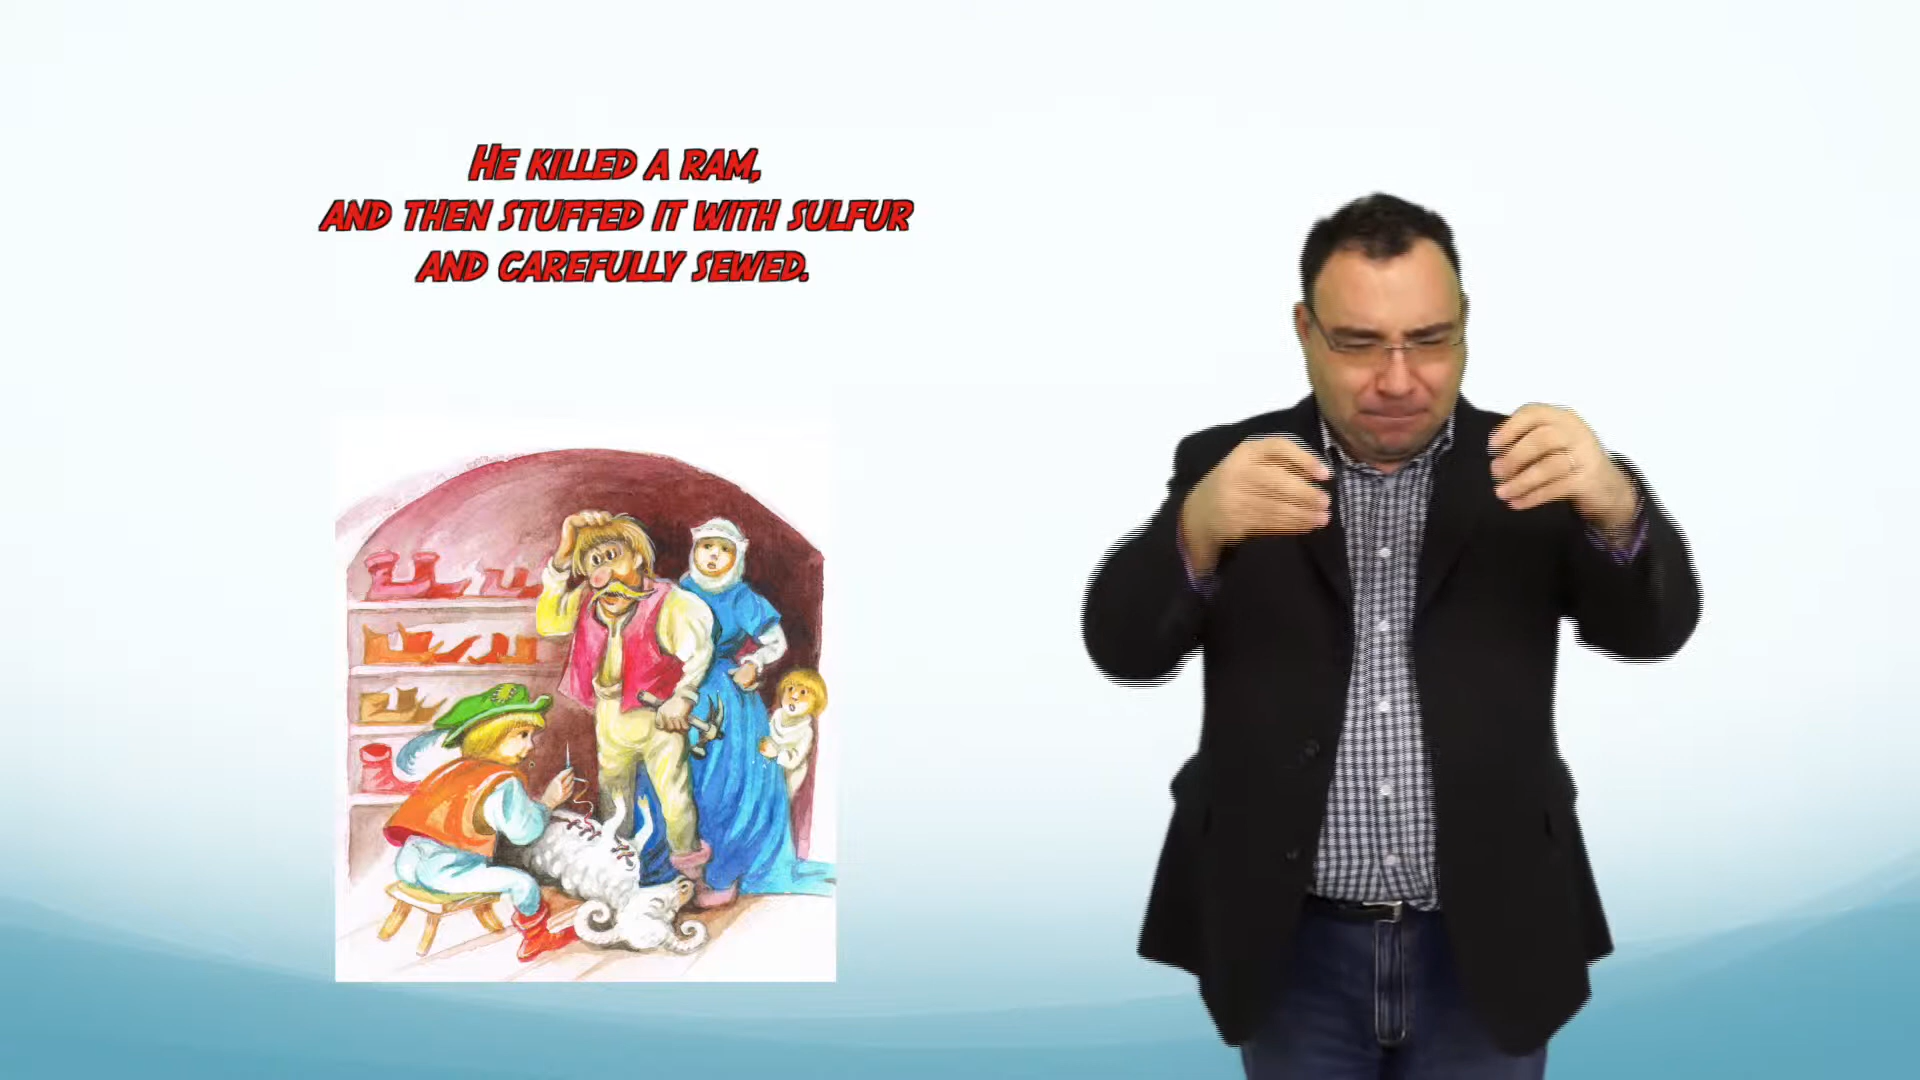 He killed a ram,
and then stuffed it with sulfur
and carefully sewed.